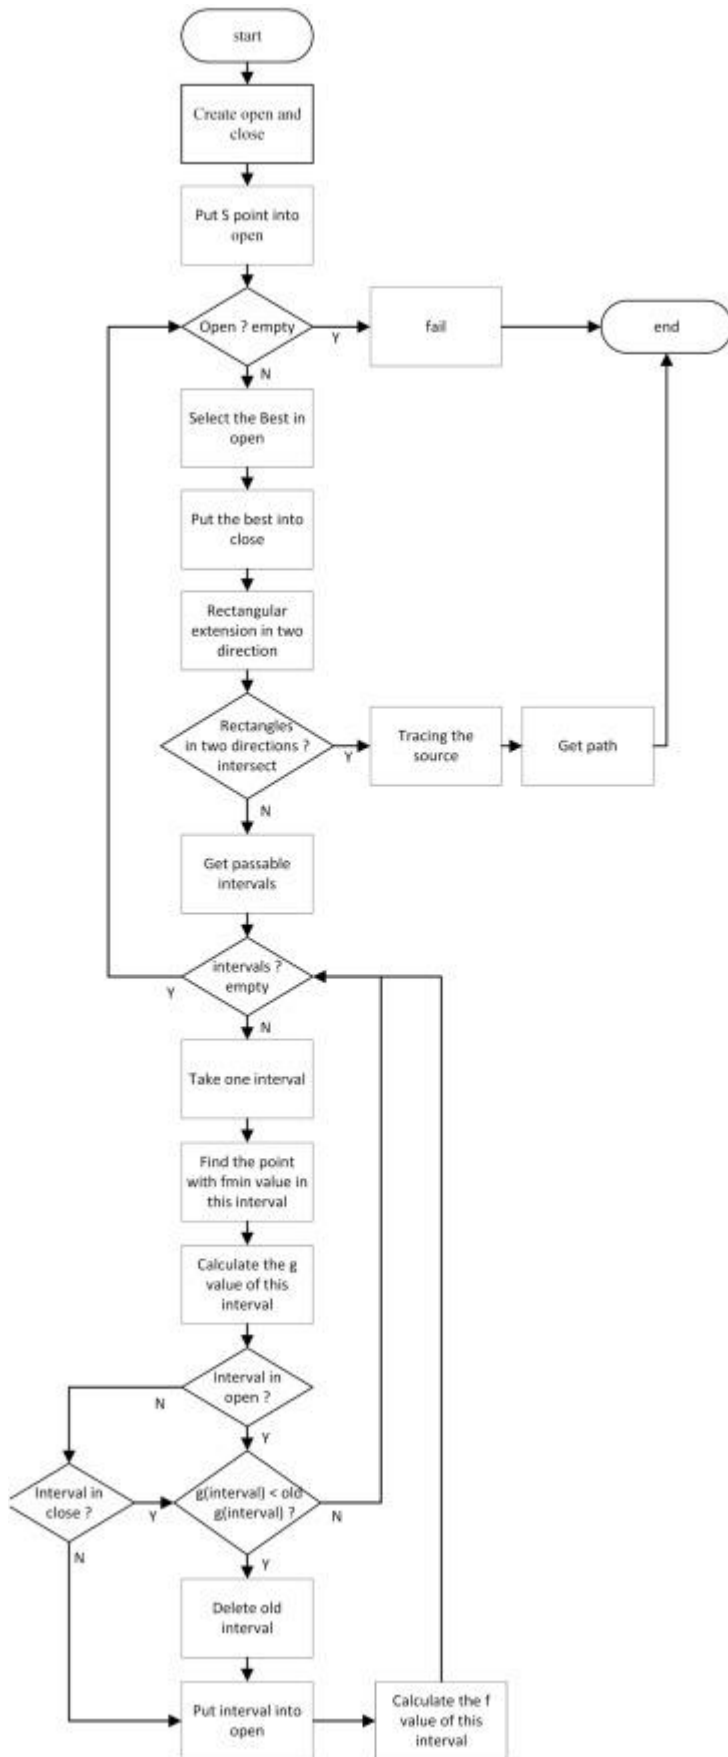 start
Create open and
close
Put S point into
open
Open ? empty
Y
fail
end
N
Select the Best in
open
Put the best into
close
Rectangular
extension in two
direction
Rectangles
in two directions ?
intersect
Y
Tracing the
source
Get path
N
Get passable
intervals
intervals ?
empty
Y
N
Take one interval
Find the point
with fmin value in
this interval
Calculate the g
value of this
interval
Interval in
open ?
N
Y
Interval in
close ?
Y
g(interval) < old
g(interval) ?
N
N
Y
Delete old
interval
Put interval into
open
Calculate the f
value of this
interval